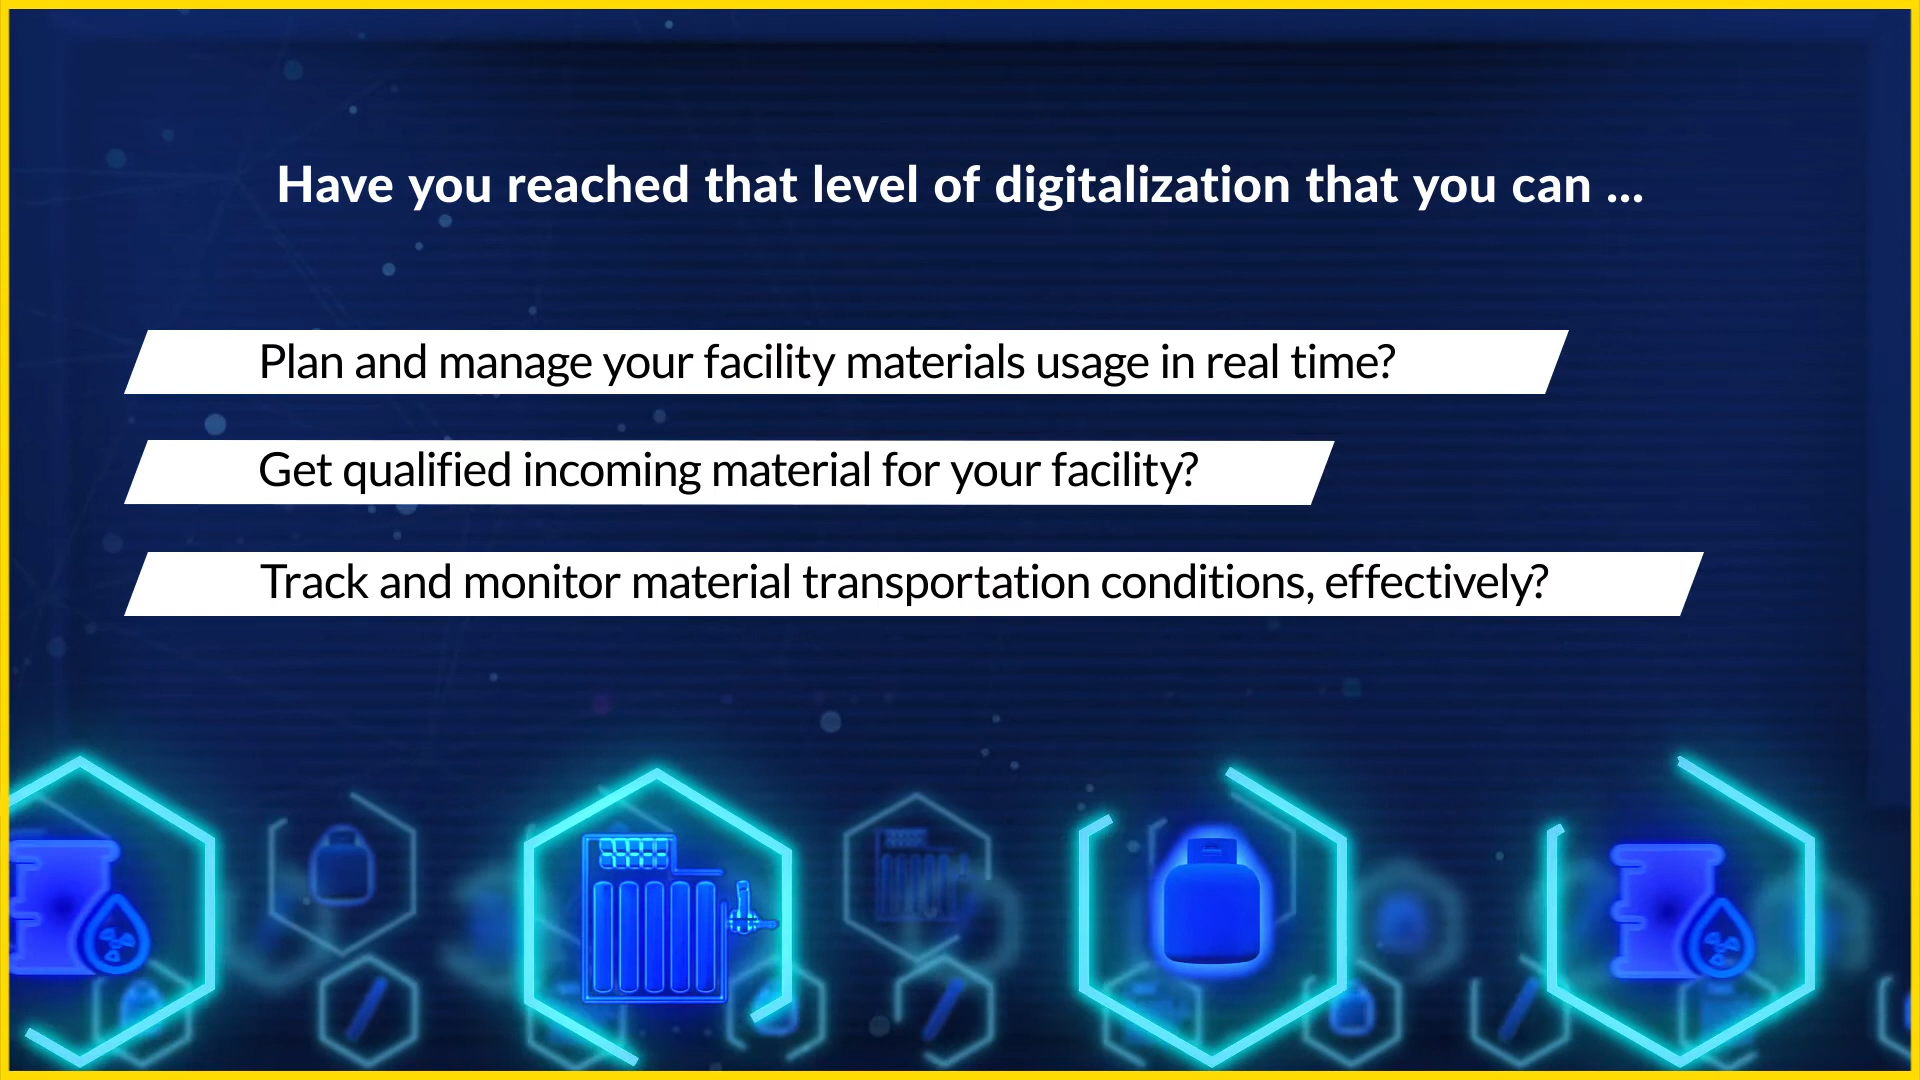 Have you reached that level of digitalization that you can ...
Plan and manage your facility materials usage in real time?
Get qualified incoming material for your facility?
Track and monitor material transportation conditions, effectively?